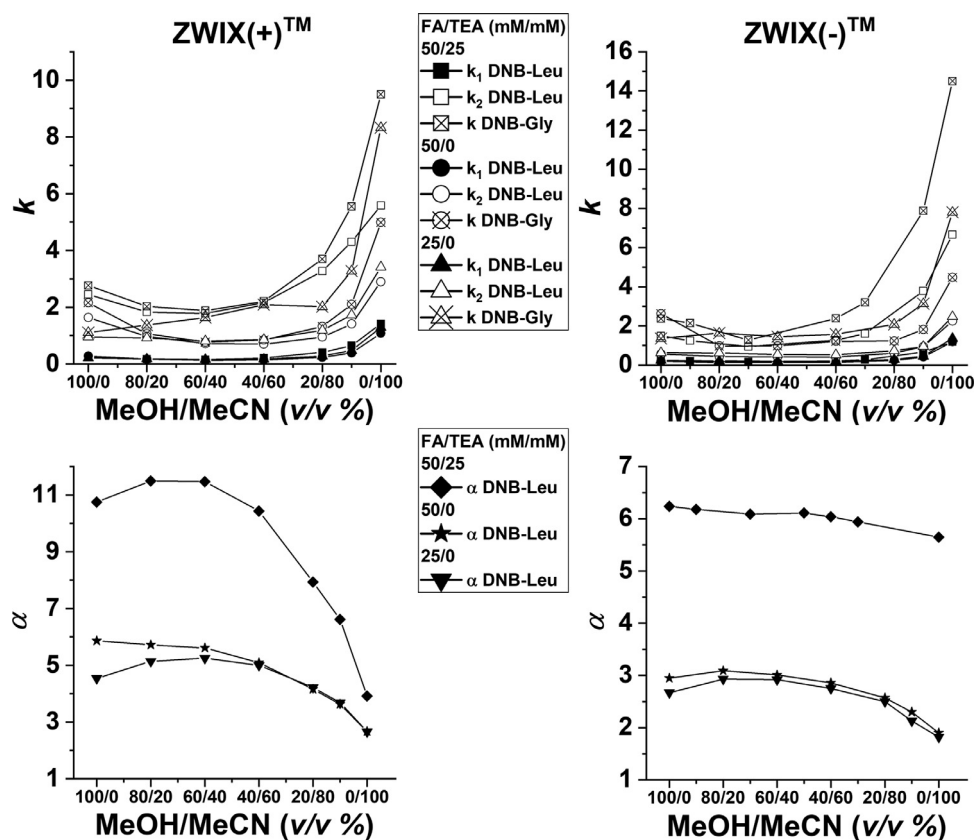 ZWIX(+)™
k
10
8
6
4
2
0
100/0 80/20 60/40 40/60 20/80 0/100
MeOH/MeCN (v/v %)
FA/TEA (mM/mM)
50/25
k₁ DNB-Leu
k₂ DNB-Leu
k DNB-Gly
50/0
k₁ DNB-Leu
k₂ DNB-Leu
k DNB-Gly
25/0
k₁ DNB-Leu
k₂ DNB-Leu
k DNB-Gly
ZWIX(-)™
k
16
14
12
10
8
6
4
2
0
100/0 80/20 60/40 40/60 20/80 0/100
MeOH/MeCN (v/v %)
α
11
9
7
5
3
1
100/0 80/20 60/40 40/60 20/80 0/100
MeOH/MeCN (v/v %)
FA/TEA (mM/mM)
50/25
α DNB-Leu
50/0
α DNB-Leu
25/0
α DNB-Leu
α
7
6
5
4
3
2
1
100/0 80/20 60/40 40/60 20/80 0/100
MeOH/MeCN (v/v %)